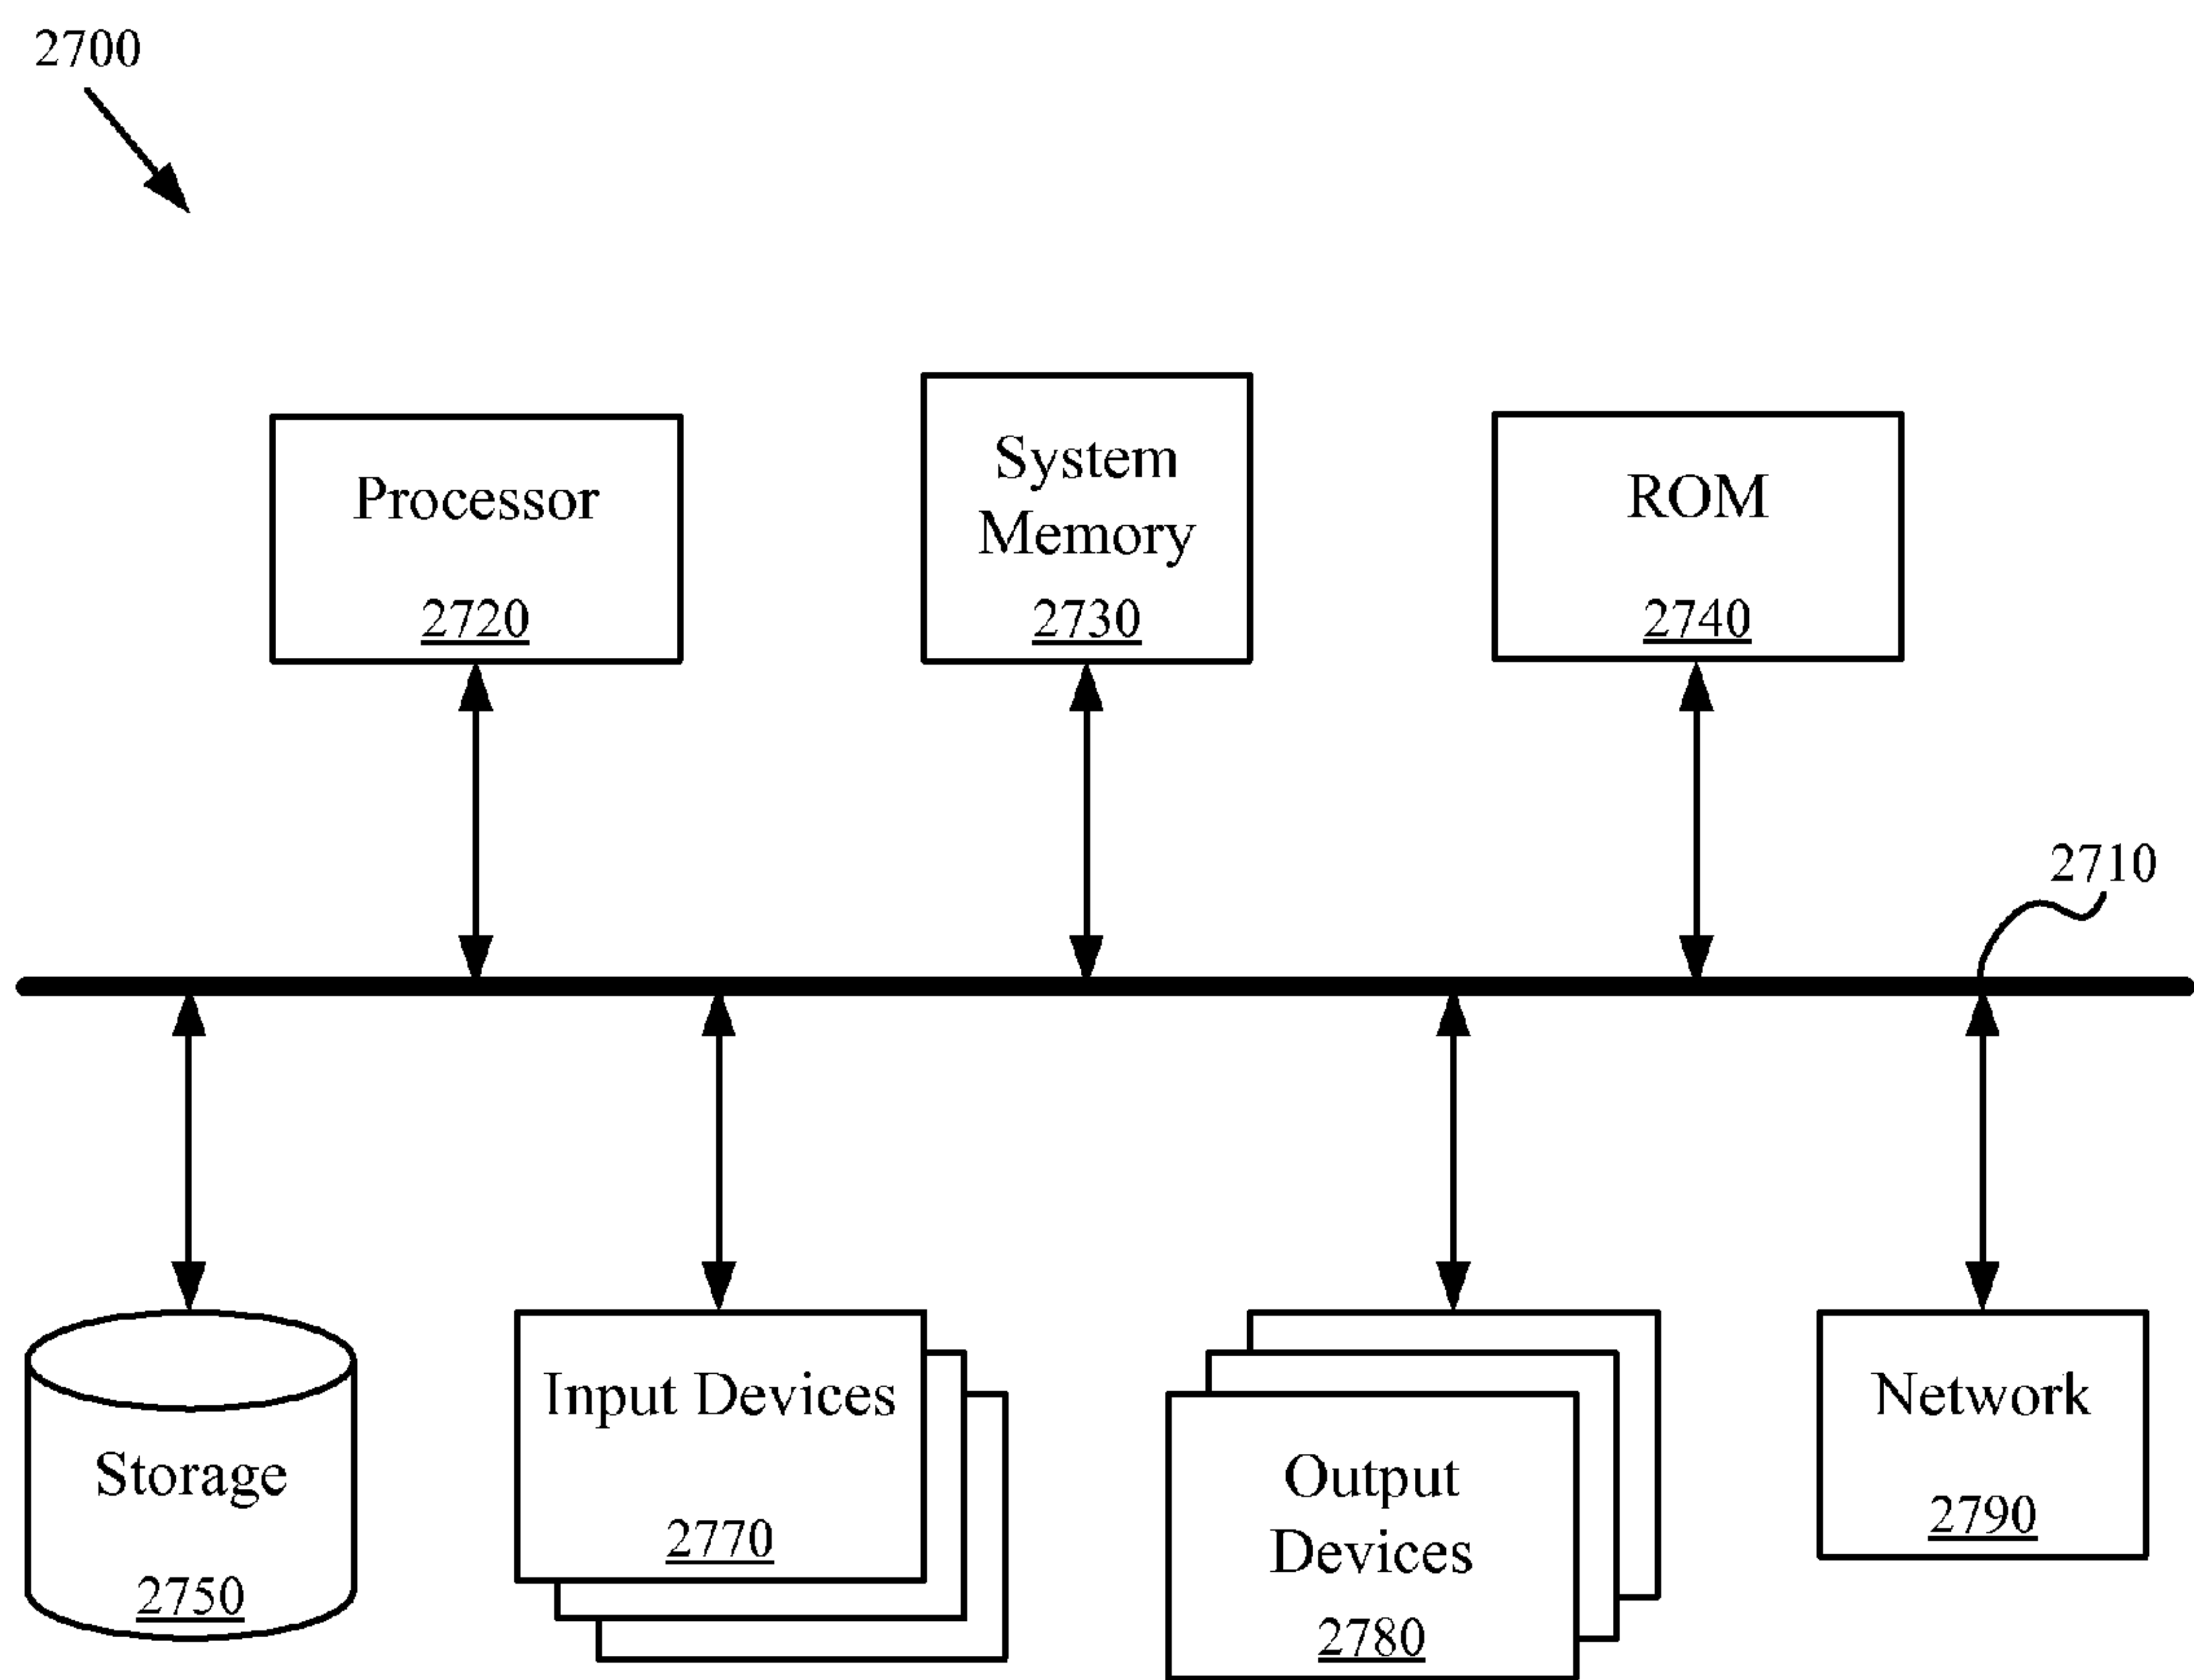 2700
Processor
2720
System
Memory
2730
ROM
2740
2710
Storage
2750
Input Devices
2770
Output
Devices
2780
Network
2790